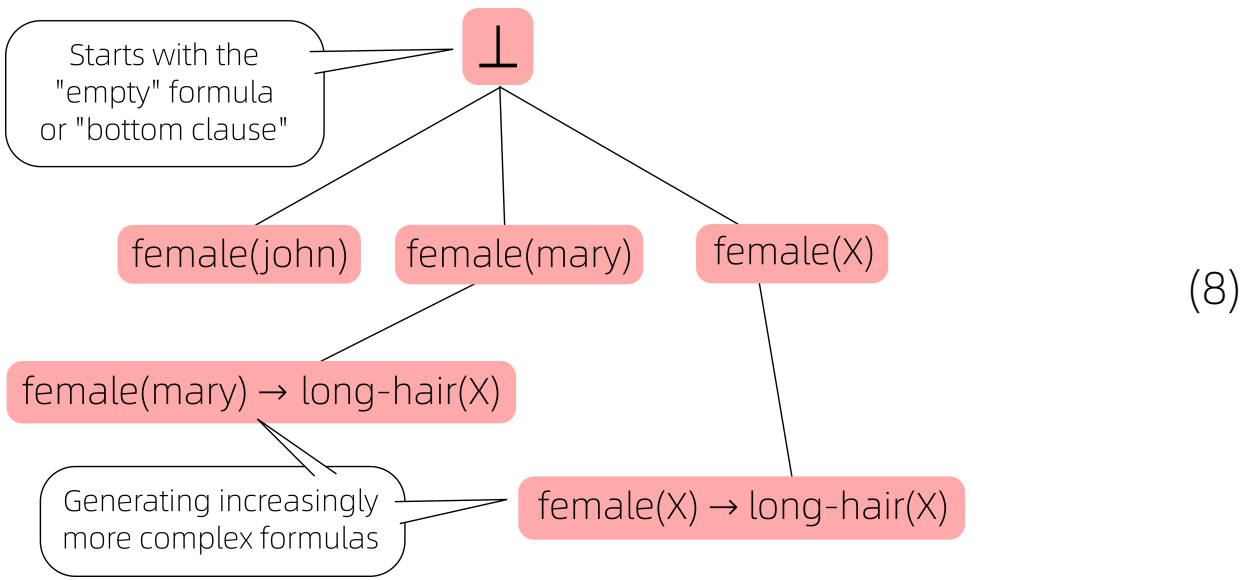 Starts with the
"empty" formula
or "bottom clause"
⊥
female(john)
female(mary)
female(X)
(8)
female(mary) → long-hair(X)
Generating increasingly
more complex formulas
female(X) → long-hair(X)